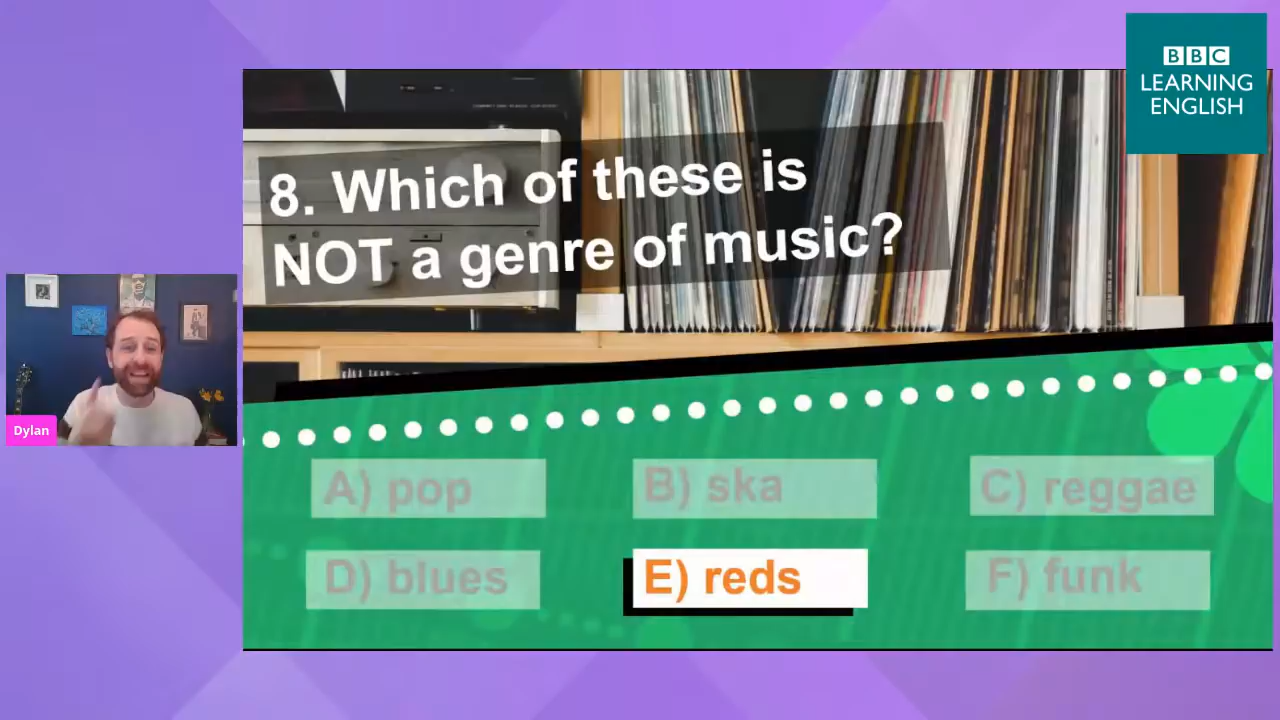 BBC
LEARNING
ENGLISH
8. Which of these is
NOT a genre of music?
Dylan
A) pop
B) ska
C) reggae
D) blues
E) reds
F) funk